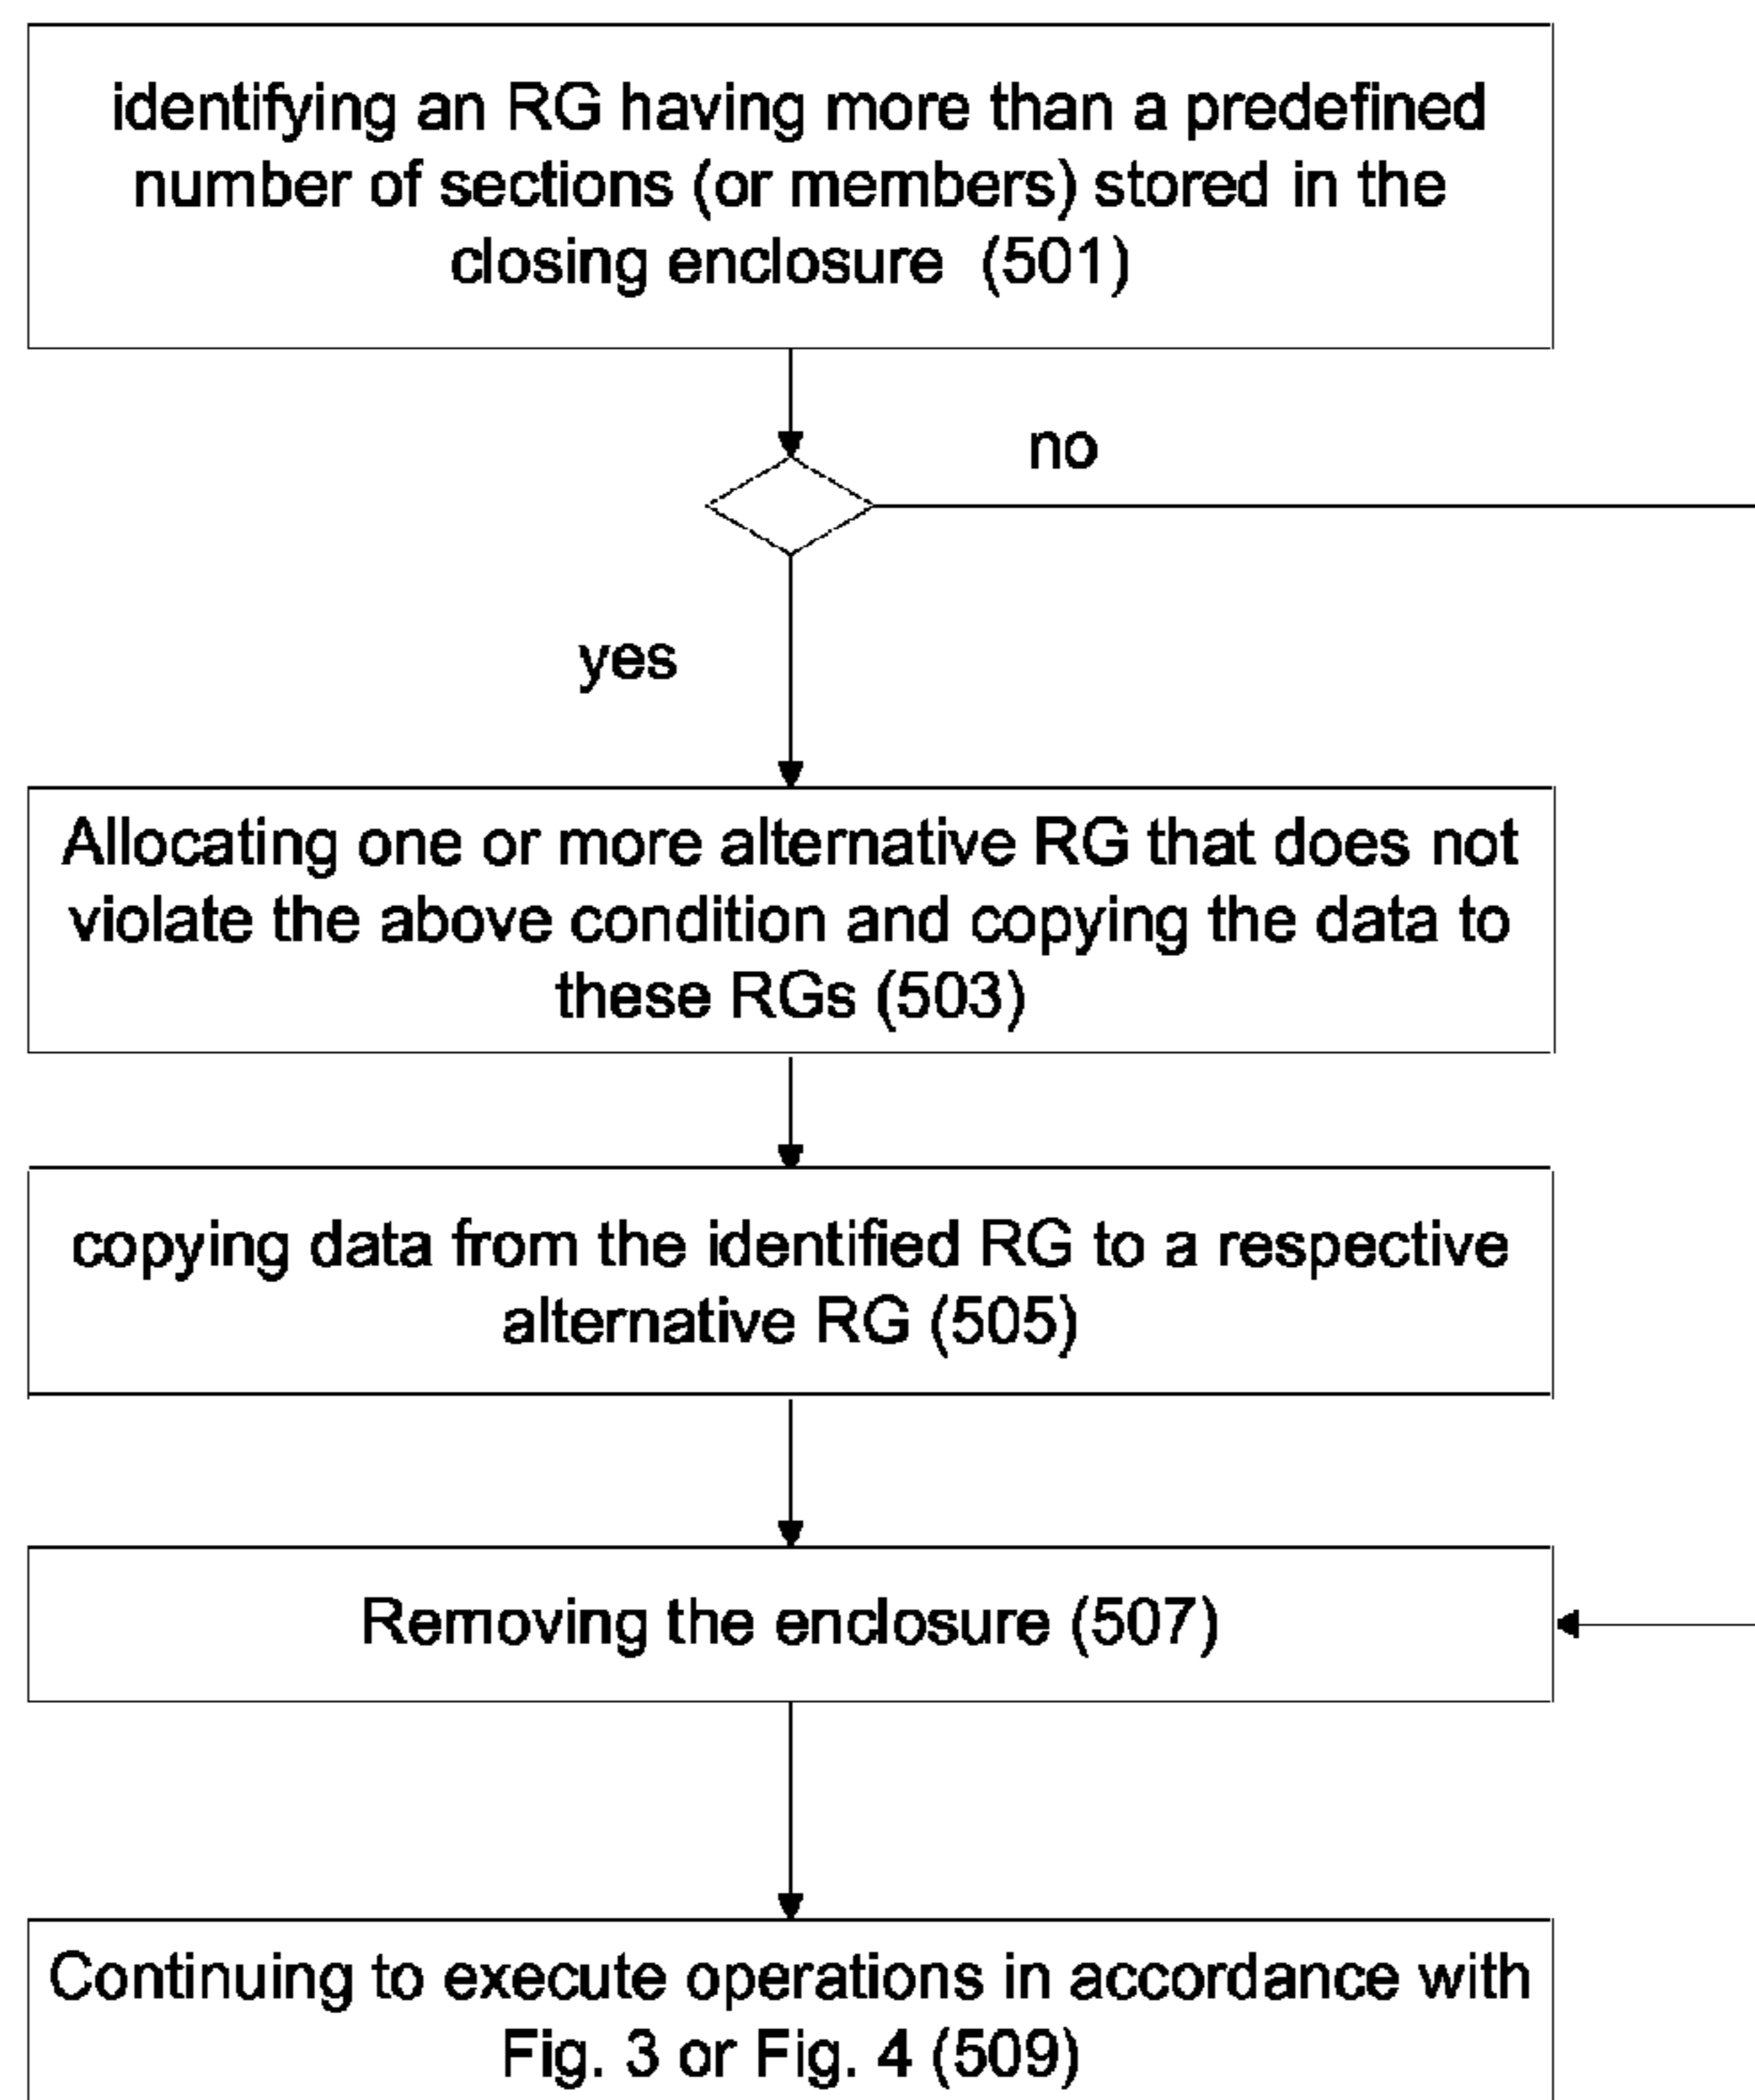 identifying an RG having more than a predefined
number of sections (or members) stored in the
closing enclosure (501)
no
yes
Allocating one or more alternative RG that does not
violate the above condition and copying the data to
these RGs (503)
copying data from the identified RG to a respective
alternative RG (505)
Removing the enclosure (507)
Continuing to execute operations in accordance with
Fig. 3 or Fig. 4 (509)